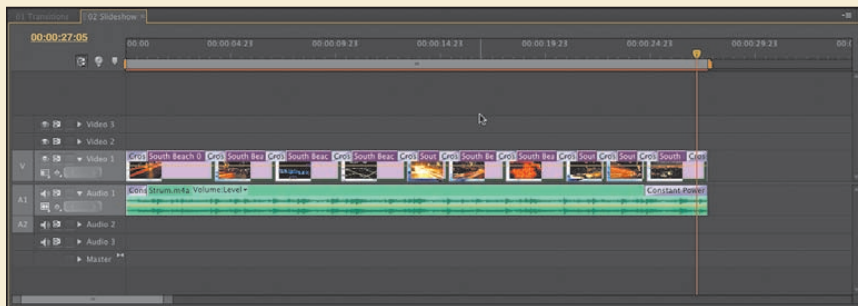 01 Transitions
02 Slideshow ×
00:00:27:05
00:00 00:00:04:23 00:00:09:23 00:00:14:23 00:00:19:23 00:00:24:23 00:00:29:23 00:0
Video 3
Video 2
V Video 1
Cros South Beach 0 Cros South Bea Cros South Beac Cros South Beac Cros Sout Cros South Be Cros South Bea Cros Sout Cros Sout Cros South Cros
A1 Audio 1
Cons Strum.m4a Volume:Level Constant Power
A2 Audio 2
Audio 3
Master